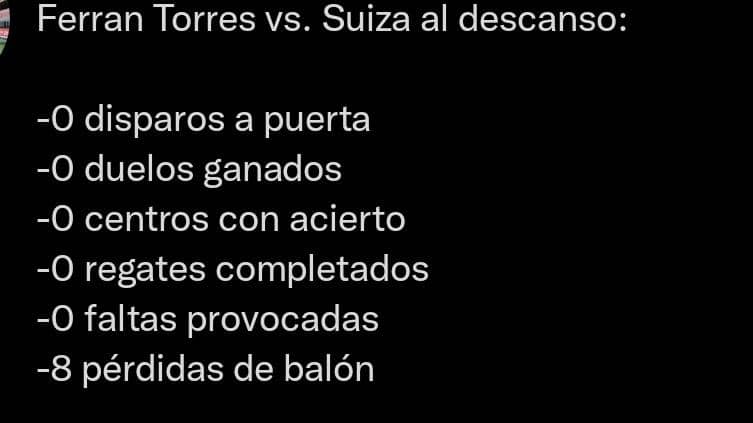 Ferran Torres vs. Suiza al descanso:
-0 disparos a puerta
-0 duelos ganados
-0 centros con acierto
-0 regates completados
-0 faltas provocadas
-8 pérdidas de balón